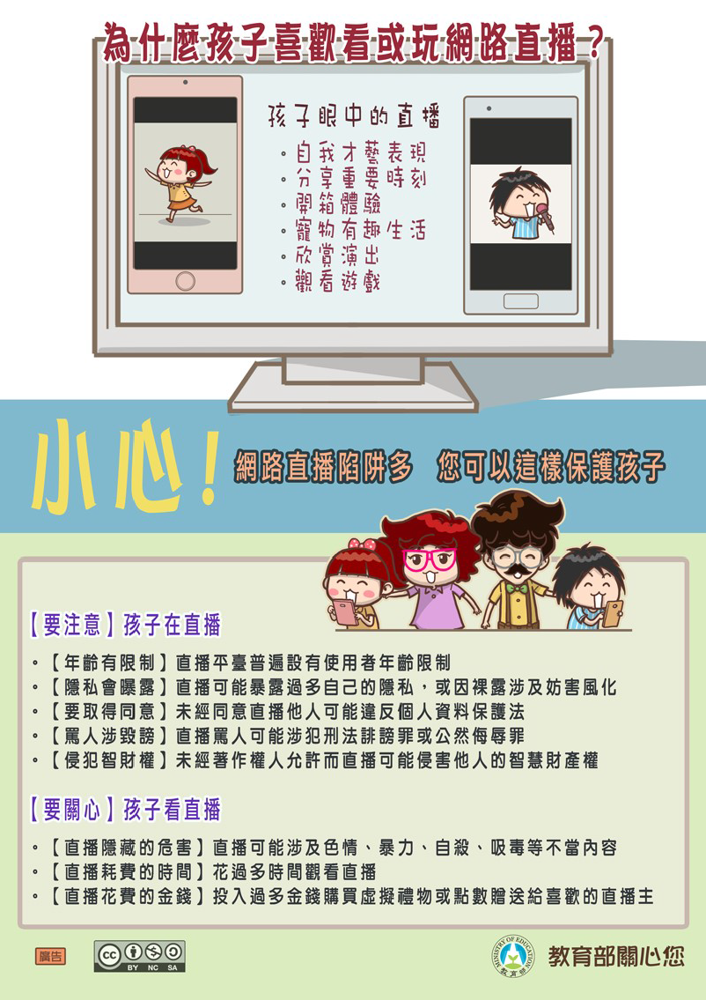 為什麼孩子喜歡看或玩網路直播？
孩子眼中的直播
・自我才藝表現
・分享重要時刻
・開箱體驗
・寵物有趣生活
・欣賞演出
・觀看遊戲
小心！
網路直播陷阱多　您可以這樣保護孩子
【要注意】孩子在直播
・【年齡有限制】直播平臺普遍設有使用者年齡限制
・【隱私會曝露】直播可能暴露過多自己的隱私，或因裸露涉及妨害風化
・【要取得同意】未經同意直播他人可能違反個人資料保護法
・【罵人涉毀謗】直播罵人可能涉犯刑法誹謗罪或公然侮辱罪
・【侵犯智財權】未經著作權人允許而直播可能侵害他人的智慧財產權
【要關心】孩子看直播
・【直播隱藏的危害】直播可能涉及色情、暴力、自殺、吸毒等不當內容
・【直播耗費的時間】花過多時間觀看直播
・【直播花費的金錢】投入過多金錢購買虛擬禮物或點數贈送給喜歡的直播主
廣告
cc
BY NC SA
MINISTRY OF EDUCATION
教育部
教育部關心您